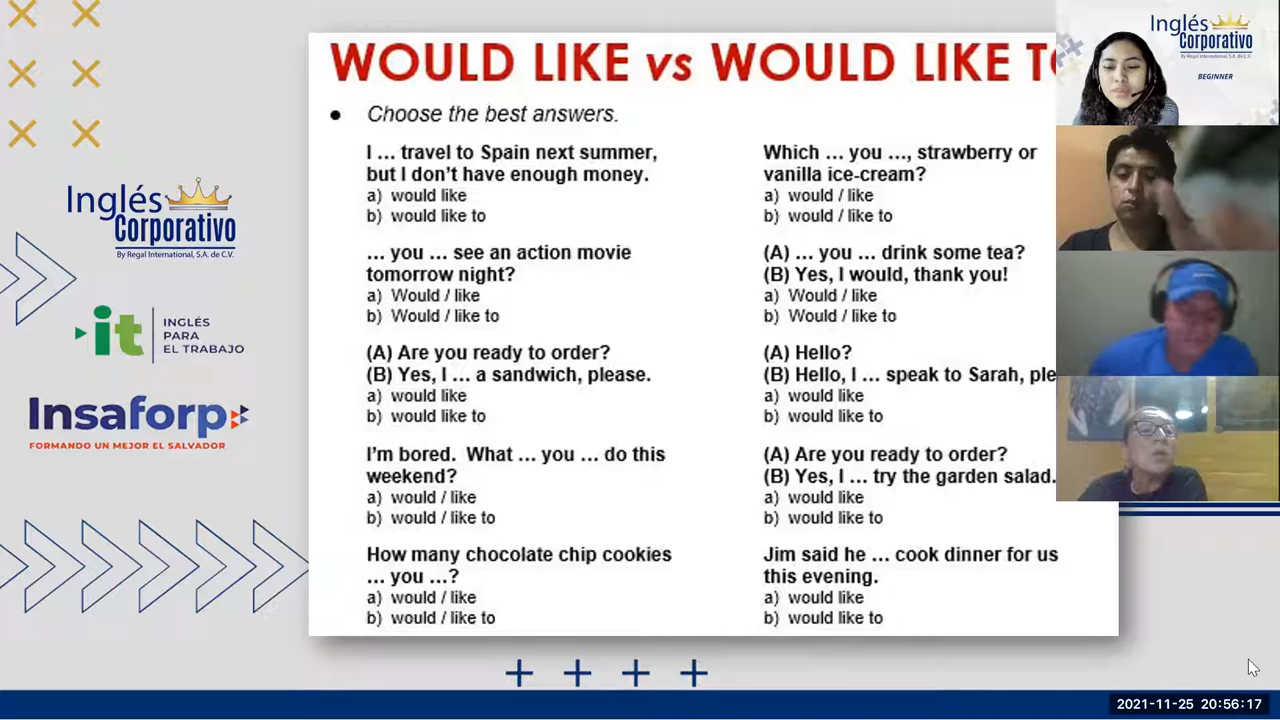 WOULD LIKE vs WOULD LIKE
Choose the best answers.
I ... travel to Spain next summer,
but I don't have enough money.
a) would like
b) would like to
... you ... see an action movie
tomorrow night?
a) Would / like
b) Would / like to
(A) Are you ready to order?
(B) Yes, I ... a sandwich, please.
a) would like
b) would like to
I'm bored. What ... you ... do this
weekend?
a) would / like
b) would / like to
How many chocolate chip cookies
... you ...?
a) would / like
b) would / like to
Which ... you ..., strawberry or
vanilla ice-cream?
a) would / like
b) would / like to
(A) ... you ... drink some tea?
(B) Yes, I would, thank you!
a) Would / like
b) Would / like to
(A) Hello?
(B) Hello, I ... speak to Sarah, ple
a) would like
b) would like to
(A) Are you ready to order?
(B) Yes, I ... try the garden salad.
a) would like
b) would like to
Jim said he ... cook dinner for us
this evening.
a) would like
b) would like to
Inglés
Corporativo
By Regal International, S.A. de C.V.
it INGLÉS
PARA
EL TRABAJO
Insaforp
FORMANDO UN MEJOR EL SALVADOR
Inglés
Corporativo
By Regal International, S.A. de C.V.
BEGINNER
2021-11-25 20:56:17